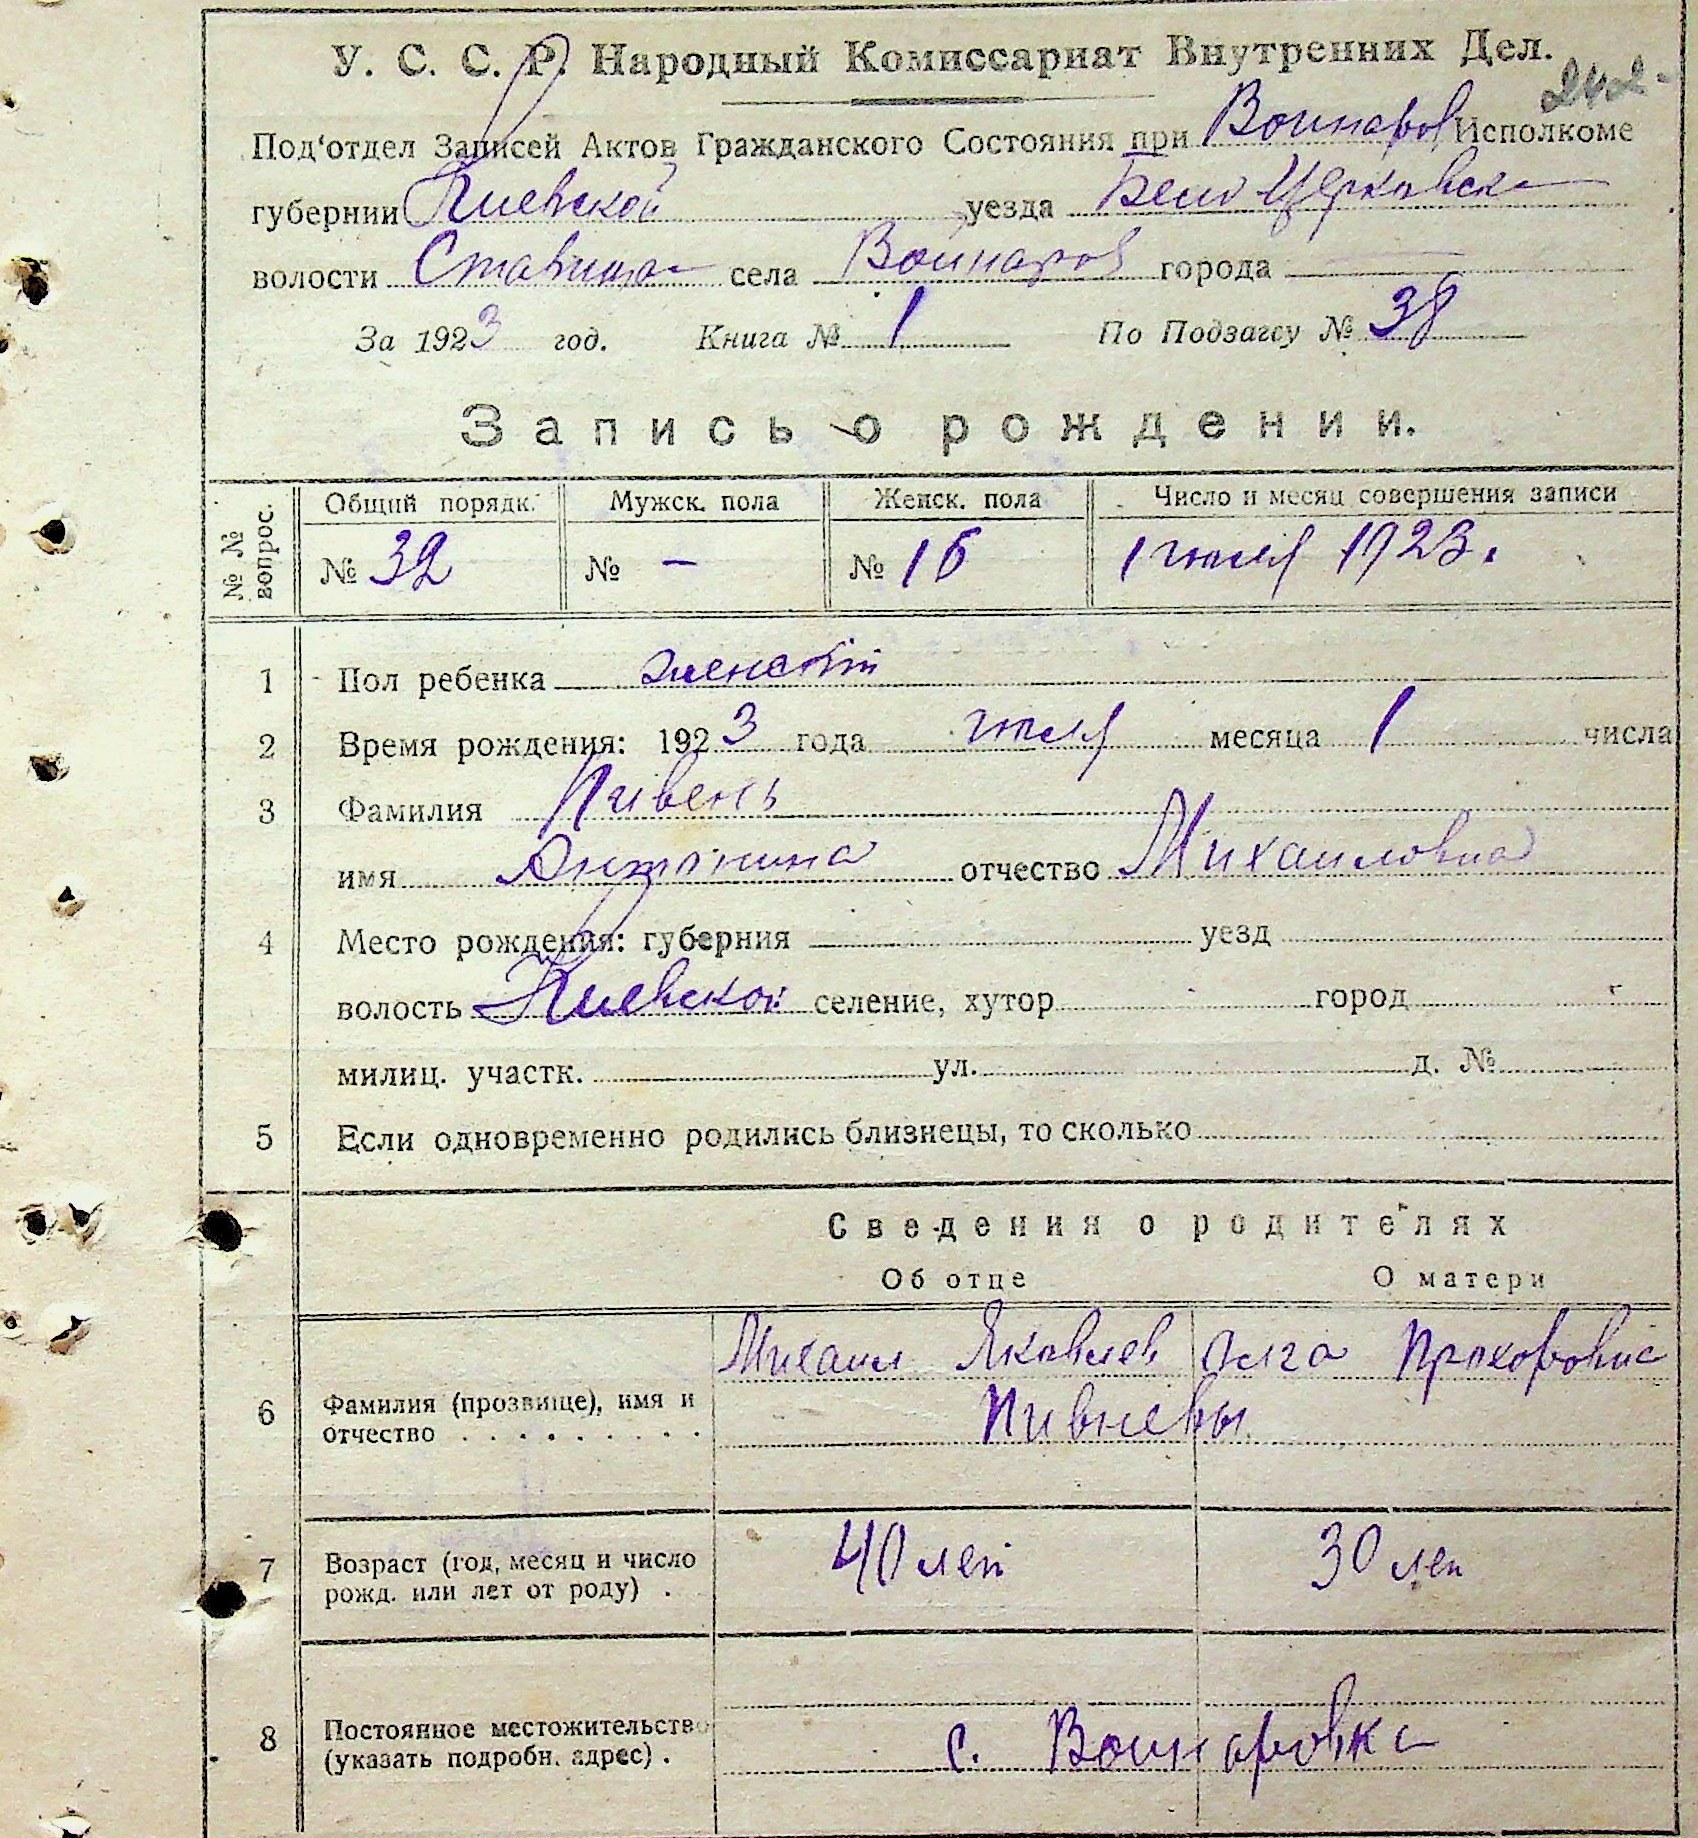 У. С. С. Р. Народный Комиссариат Внутренних Дел.
242
Под‘отдел Записей Актов Гражданского Состояния при Войнаров Исполкоме
губернии Киевской уезда Бело Церковск
волости Ставищ села Войнаров города —
За 1923 год. Книга № 1 По Подзагсу № 38
Запись о рождении.
№ № вопрос. Общий порядк. Мужск. пола Женск. пола Число и месяц совершения записи
№ 32 № – № 16 1 июля 1923.
1 Пол ребенка женский
2 Время рождения: 1923 года июля месяца 1 числа
3 Фамилия Пивень
имя Антонина отчество Михаиловна
4 Место рождения: губерния уезд
волость Киевской селение, хутор город
милиц. участк. ул. д. №
5 Если одновременно родились близнецы, то сколько
Сведения о родителях
Об отце О матери
Михаил Яковлев Олга Прохоровна
Пивневы
6 Фамилия (прозвище), имя и
отчество . . . . . . . . .
7 Возраст (год, месяц и число
рожд. или лет от роду) .
40 лет 30 лет
8 Постоянное местожительство
(указать подробн. адрес) .
с. Войнаровка